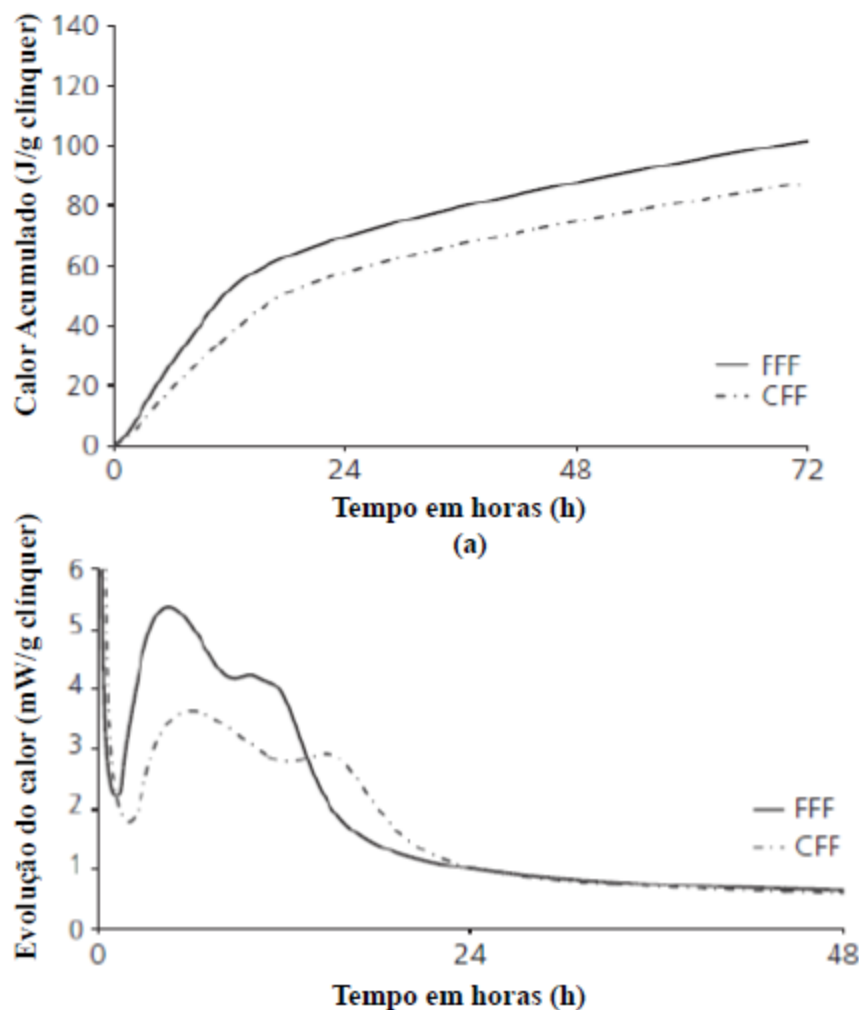 Calor Acumulado (J/g clínquer)
140
120
100
80
60
40
20
0
FFF
CFF
0 24 48 72
Tempo em horas (h)
(a)
Evolução do calor (mW/g clínquer)
6
5
4
3
2
1
0
FFF
CFF
0 24 48
Tempo em horas (h)